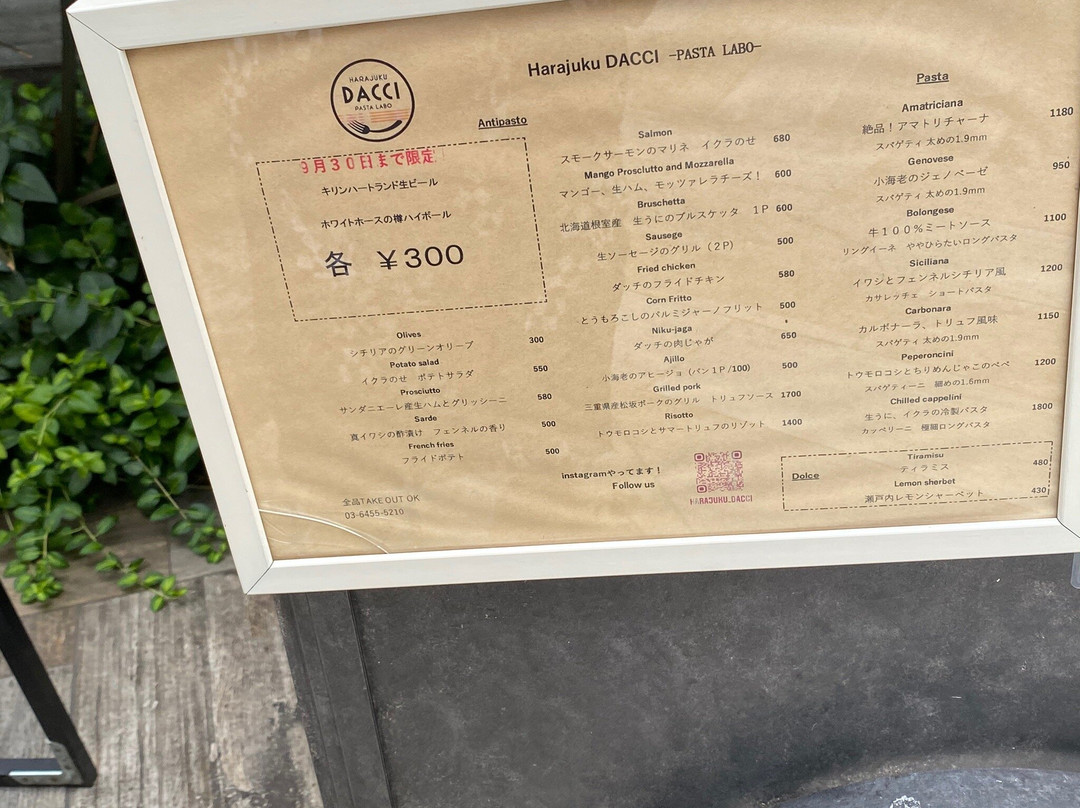 Harajuku DACCI -PASTA LABO-
HARAJUKU
DACCI
PASTA LABO
Antipasto
9月30日まで限定
キリンハートランド生ビール
ホワイトホースの樽ハイボール
各 ￥300
Olives
シチリアのグリーンオリーブ 300
Potato salad
イクラのせ ポテトサラダ 550
Prosciutto
サンダニエーレ産生ハムとグリッシーニ 580
Sarde
真イワシの酢漬け フェンネルの香り 500
French fries
フライドポテト 500
全品TAKE OUT OK
03-6455-5210
Salmon
スモークサーモンのマリネ イクラのせ 680
Mango Prosciutto and Mozzarella
マンゴー、生ハム、モッツァレラチーズ！ 600
Bruschetta
北海道根室産 生うにのブルスケッタ 1P 600
Sausege
生ソーセージのグリル（2P） 500
Fried chicken
ダッチのフライドチキン 580
Corn Fritto
とうもろこしのパルミジャーノフリット 500
Niku-jaga
ダッチの肉じゃが 650
Ajillo
小海老のアヒージョ（パン1P/100) 500
Grilled pork
三重県産松坂ポークのグリル トリュフソース 1700
Risotto
トウモロコシとサマートリュフのリゾット 1400
instagramやってます！
Follow us
HARAJUKU.DACCI
Pasta
Amatriciana
絶品！アマトリチャーナ 1180
スパゲティ 太めの1.9mm
Genovese
小海老のジェノベーゼ 950
スパゲティ 太めの1.9mm
Bolongese
牛１００％ミートソース 1100
リングイーネ ややひらたいロングパスタ
Siciliana
イワシとフェンネルシチリア風 1200
カサレッチェ ショートパスタ
Carbonara
カルボナーラ、トリュフ風味 1150
スパゲティ 太めの1.9mm
Peperoncini
トウモロコシとちりめんじゃこのペペ 1200
スパゲティーニ 細めの1.6mm
Chilled cappelini
生うに、イクラの冷製パスタ 1800
カッペリーニ 極細ロングパスタ
Dolce
Tiramisu
ティラミス 480
Lemon sherbet
瀬戸内レモンシャーベット 430